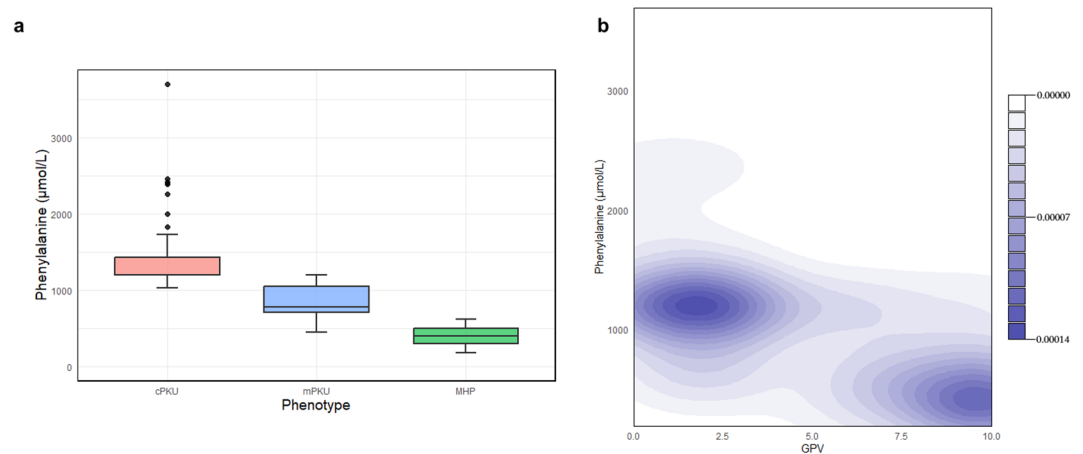 a
Phenylalanine (µmol/L)
3000
2000
1000
0
cPKU
mPKU
MHP
Phenotype
b
Phenylalanine (µmol/L)
3000
2000
1000
0.0
2.5
5.0
7.5
10.0
GPV
0.00000
0.00007
0.00014